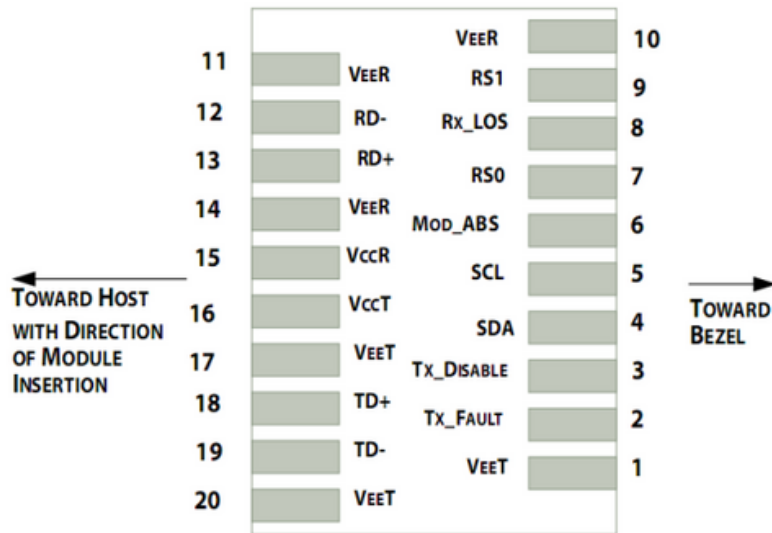 VEER 10
11 VEER
RS1 9
12 RD-
RX_LOS 8
13 RD+
RS0 7
14 VEER
MOD_ABS 6
15 VCCR
SCL 5
TOWARD HOST
WITH DIRECTION
OF MODULE
INSERTION
TOWARD
BEZEL
16 VCCT
SDA 4
17 VEET
TX_DISABLE 3
18 TD+
TX_FAULT 2
19 TD-
VEET 1
20 VEET